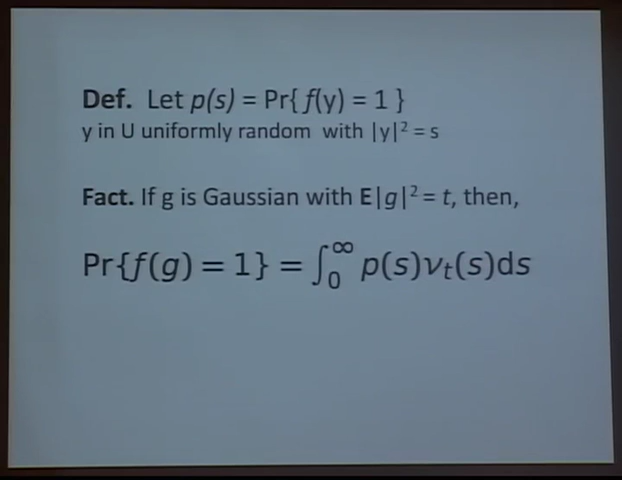 Def. Let p(s) = Pr{ f(y) = 1 }
y in U uniformly random with |y|² = s
Fact. If g is Gaussian with E|g|² = t, then,
Pr{f(g) = 1} = ∫₀^∞ p(s)νₜ(s)ds